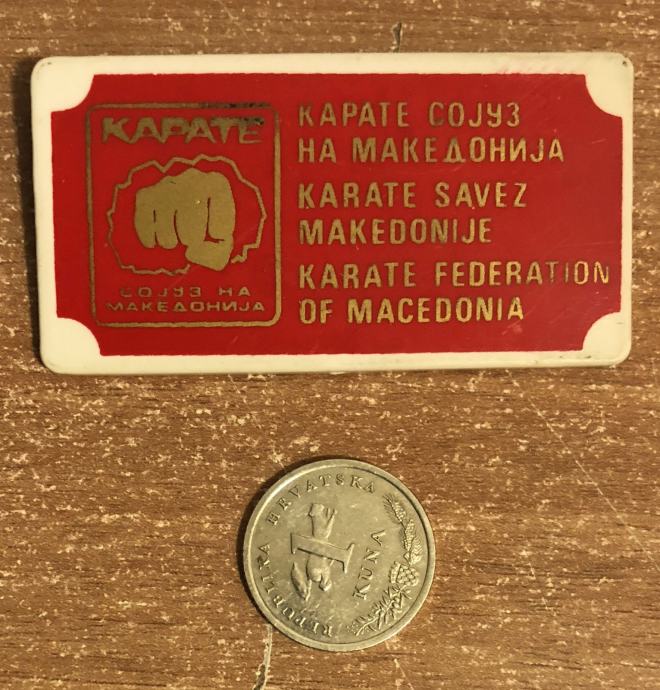 КАРАТЕ
СОЈУЗ НА
МАКЕДОНИЈА
КАРАТЕ СОЈУЗ
НА МАКЕДОНИЈА
KARATE SAVEZ
MAKEDONIJE
KARATE FEDERATION
OF MACEDONIA
REPUBLIKA HRVATSKA
1
KUNA